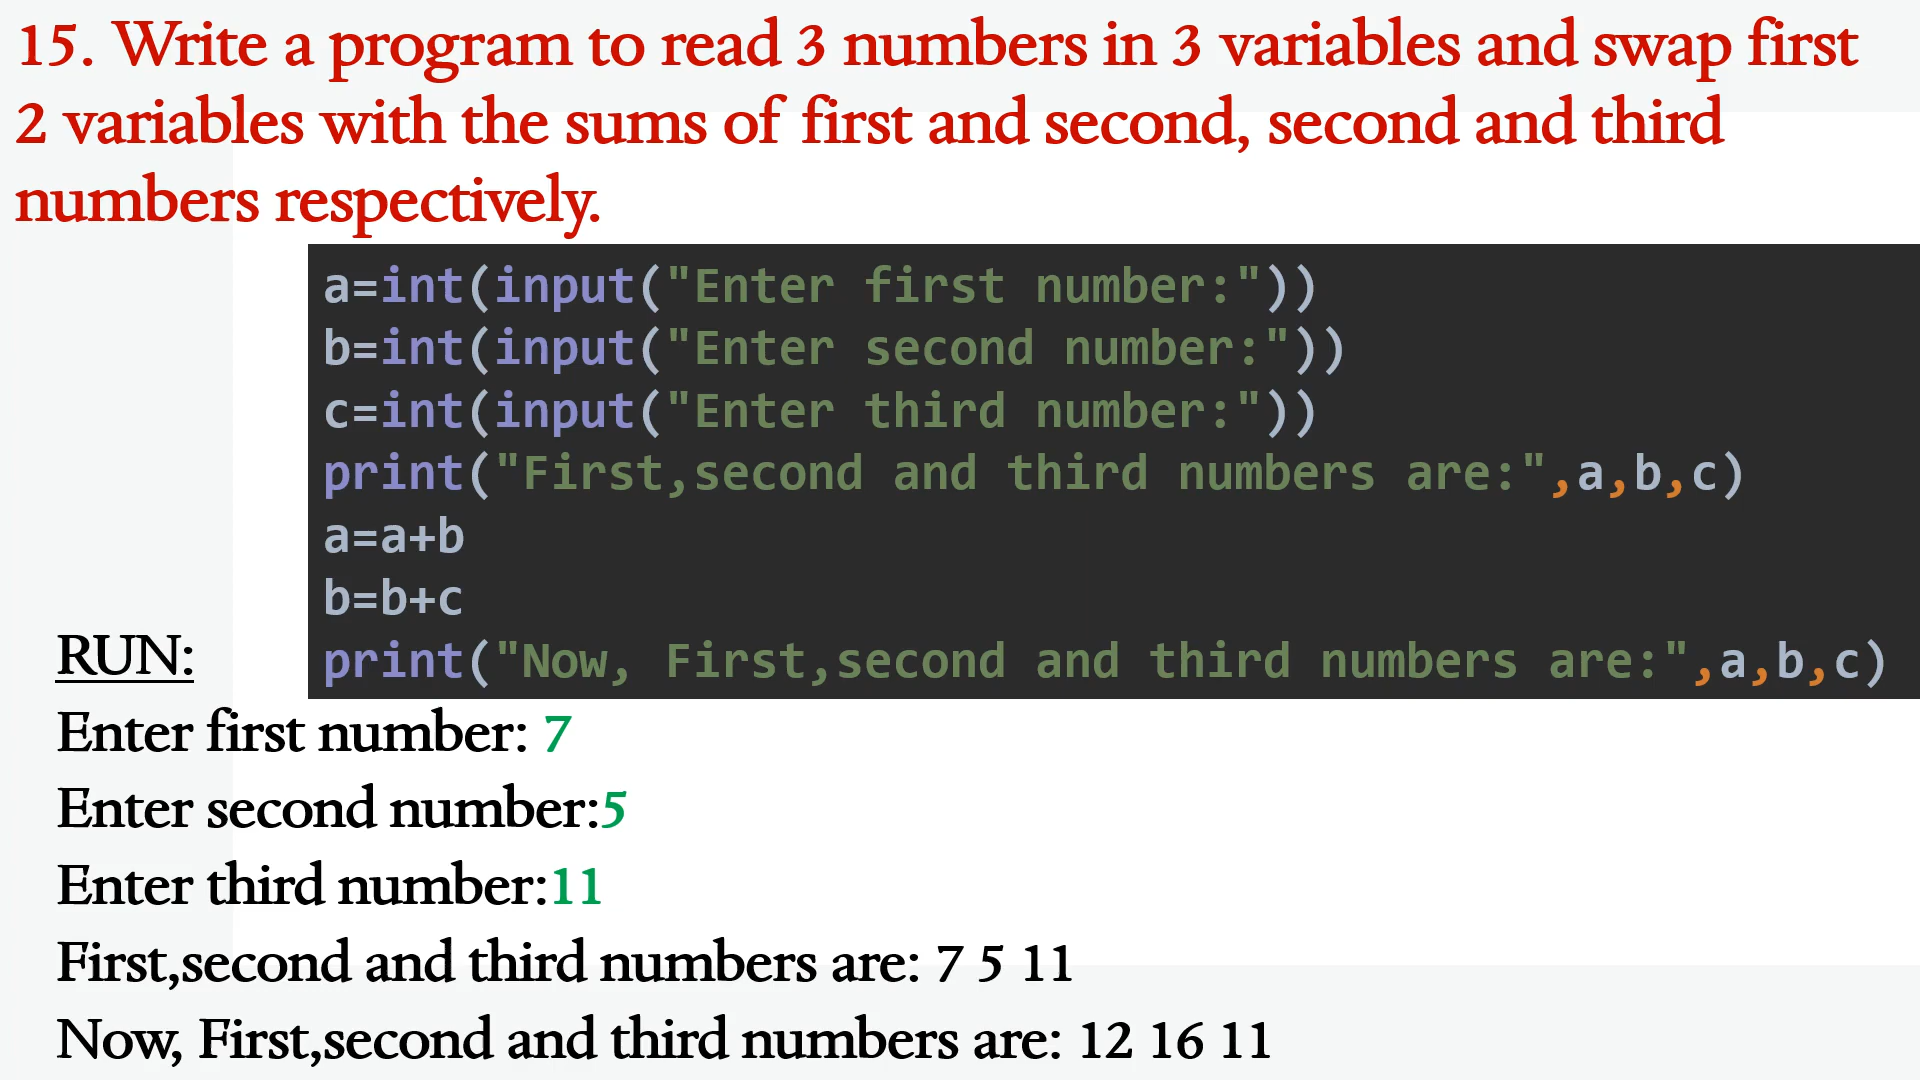 15. Write a program to read 3 numbers in 3 variables and swap first
2 variables with the sums of first and second, second and third
numbers respectively.
a=int(input("Enter first number:"))
b=int(input("Enter second number:"))
c=int(input("Enter third number:"))
print("First,second and third numbers are:",a,b,c)
a=a+b
b=b+c
print("Now, First,second and third numbers are:",a,b,c)
RUN:
Enter first number: 7
Enter second number:5
Enter third number:11
First,second and third numbers are: 7 5 11
Now, First,second and third numbers are: 12 16 11